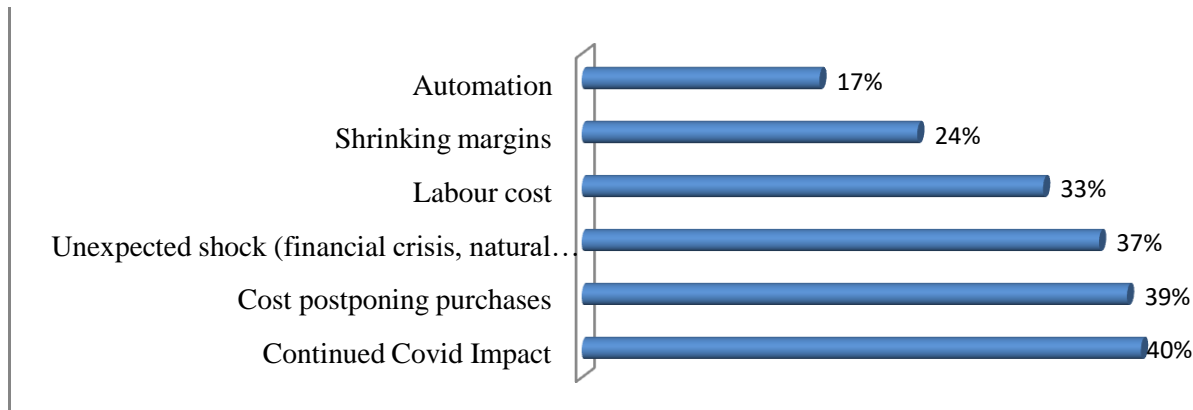 Automation 17%
Shrinking margins 24%
Labour cost 33%
Unexpected shock (financial crisis, natural… 37%
Cost postponing purchases 39%
Continued Covid Impact 40%